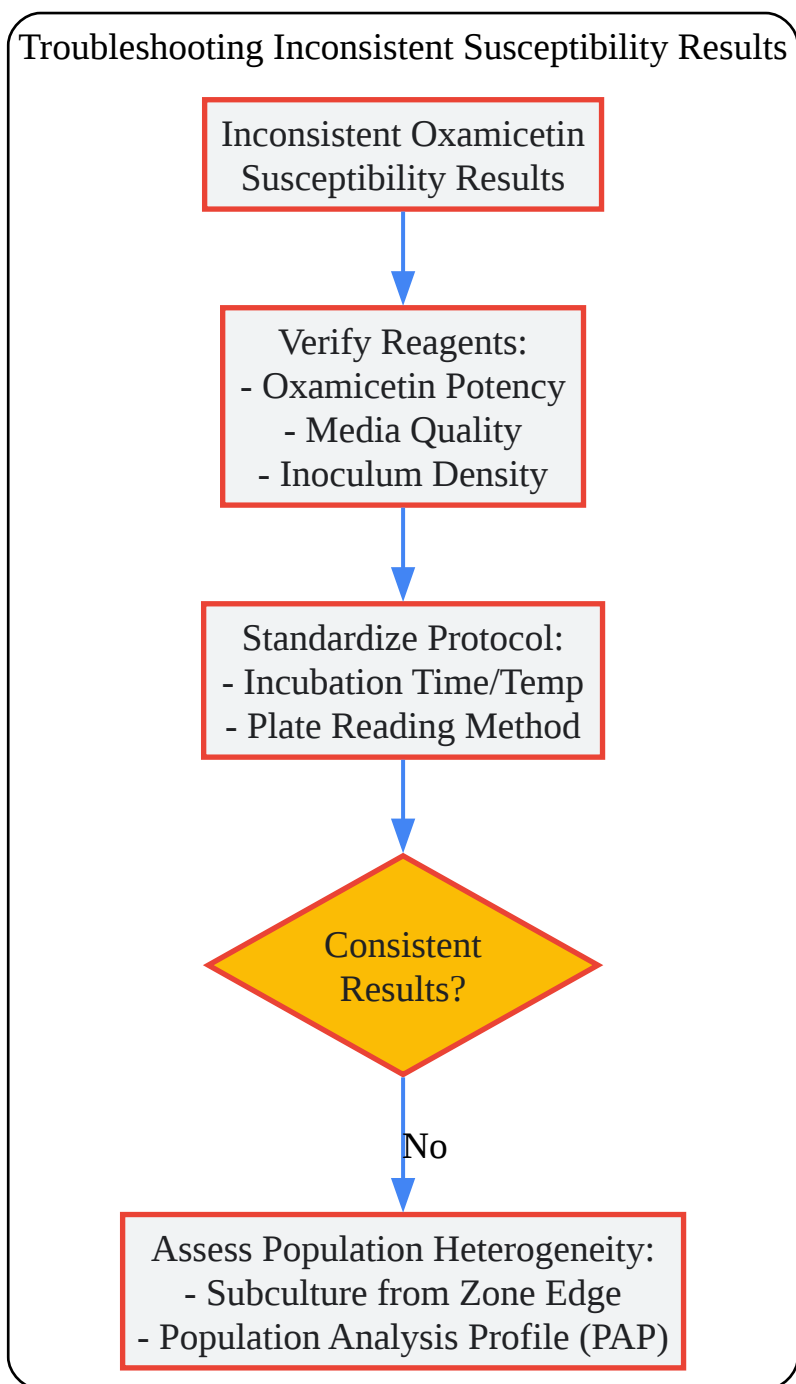 Troubleshooting Inconsistent Susceptibility Results
Inconsistent Oxamicetin
Susceptibility Results
Verify Reagents:
- Oxamicetin Potency
- Media Quality
- Inoculum Density
Standardize Protocol:
- Incubation Time/Temp
- Plate Reading Method
Consistent
Results?
No
Assess Population Heterogeneity:
- Subculture from Zone Edge
- Population Analysis Profile (PAP)